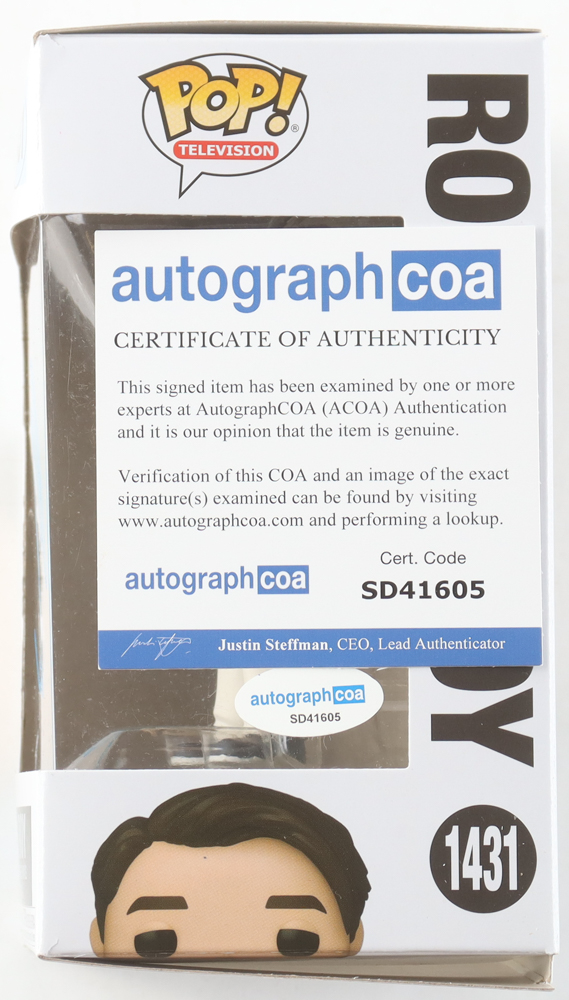 POP!
TELEVISION
RO
autographcoa
CERTIFICATE OF AUTHENTICITY
This signed item has been examined by one or more
experts at AutographCOA (ACOA) Authentication
and it is our opinion that the item is genuine.
Verification of this COA and an image of the exact
signature(s) examined can be found by visiting
www.autographcoa.com and performing a lookup.
Cert. Code
autographcoa
SD41605
Justin Steffman, CEO, Lead Authenticator
autographcoa
SD41605
DY
1431